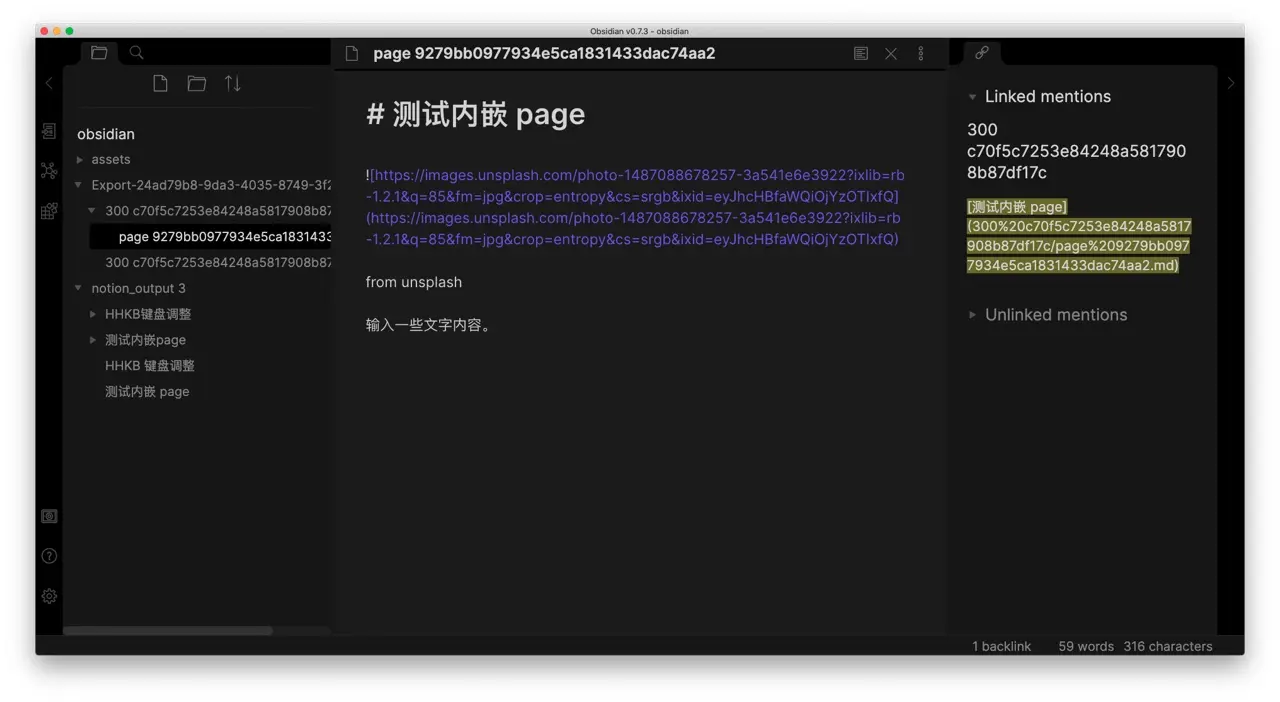 Obsidian v0.7.3 - obsidian
page 9279bb0977934e5ca1831433dac74aa2
obsidian
assets
Export-24ad79b8-9da3-4035-8749-3f2
300 c70f5c7253e84248a5817908b87
page 9279bb0977934e5ca1831433
300 c70f5c7253e84248a5817908b87
notion_output 3
HHKB键盘调整
测试内嵌page
HHKB 键盘调整
测试内嵌 page
# 测试内嵌 page
![https://images.unsplash.com/photo-1487088678257-3a541e6e3922?ixlib=rb
-1.2.1&q=85&fm=jpg&crop=entropy&cs=srgb&ixid=eyJhcHBfaWQiOjYzOTIxfQ]
(https://images.unsplash.com/photo-1487088678257-3a541e6e3922?ixlib=rb
-1.2.1&q=85&fm=jpg&crop=entropy&cs=srgb&ixid=eyJhcHBfaWQiOjYzOTIxfQ)
from unsplash
输入一些文字内容。
Linked mentions
300
c70f5c7253e84248a581790
8b87df17c
[测试内嵌 page]
(300%20c70f5c7253e84248a5817
908b87df17c/page%209279bb097
7934e5ca1831433dac74aa2.md)
Unlinked mentions
1 backlink
59 words
316 characters